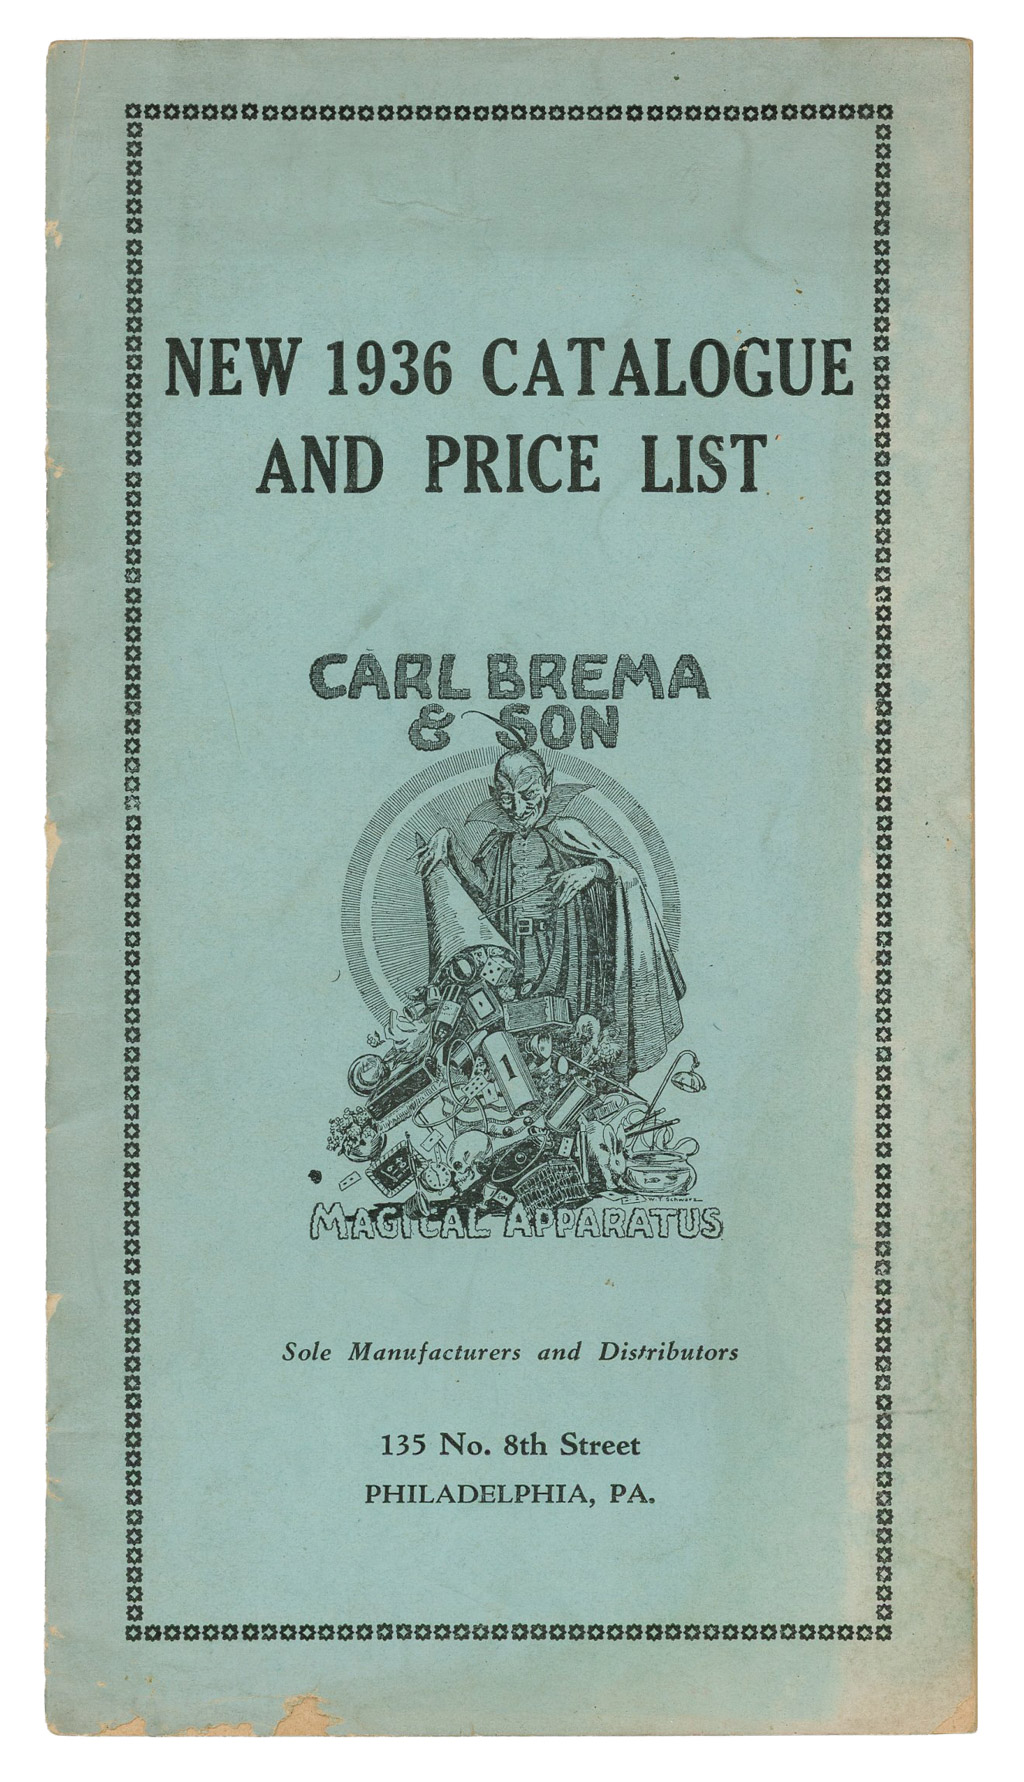 NEW 1936 CATALOGUE
AND PRICE LIST
CARL BREMA
& SON
W.T. Schwarz
MAGICAL APPARATUS
Sole Manufacturers and Distributors
135 No. 8th Street
PHILADELPHIA, PA.